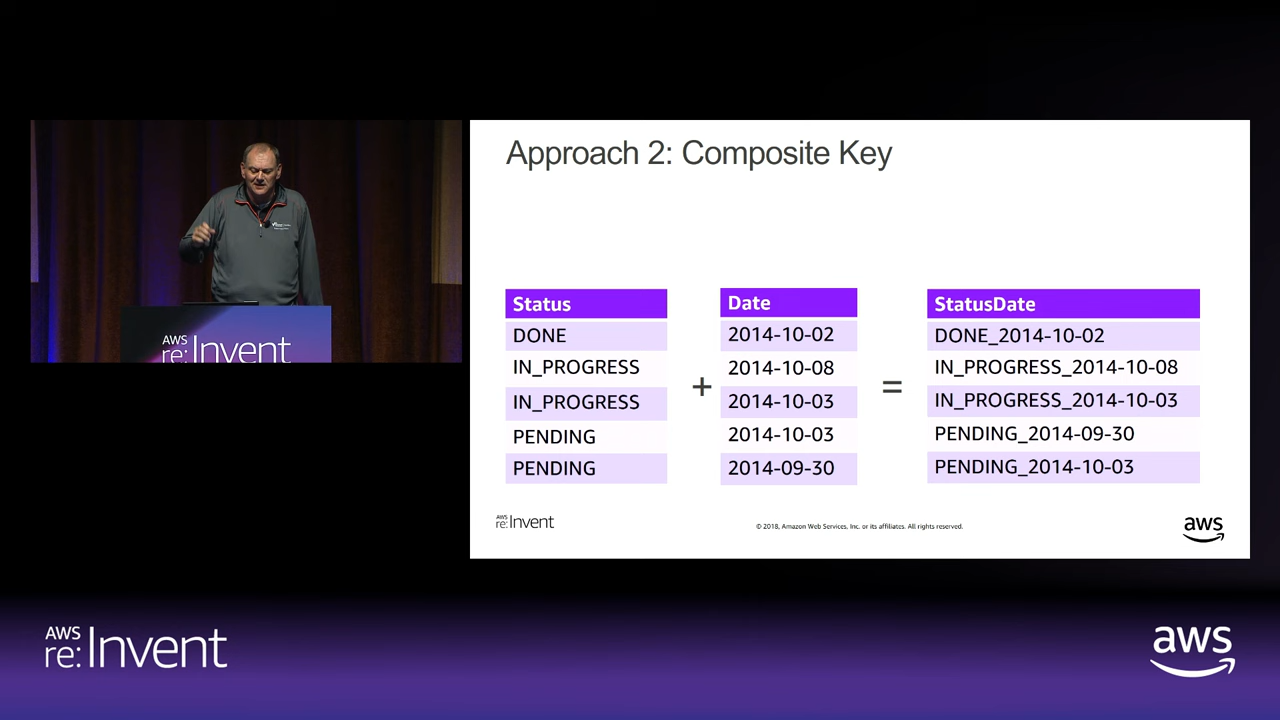 Approach 2: Composite Key
Status
DONE
IN_PROGRESS
IN_PROGRESS
PENDING
PENDING
+
Date
2014-10-02
2014-10-08
2014-10-03
2014-10-03
2014-09-30
=
StatusDate
DONE_2014-10-02
IN_PROGRESS_2014-10-08
IN_PROGRESS_2014-10-03
PENDING_2014-09-30
PENDING_2014-10-03
AWS
re:Invent
© 2018, Amazon Web Services, Inc. or its affiliates. All rights reserved.
aws
AWS
re:Invent
AWS
re:Invent
aws